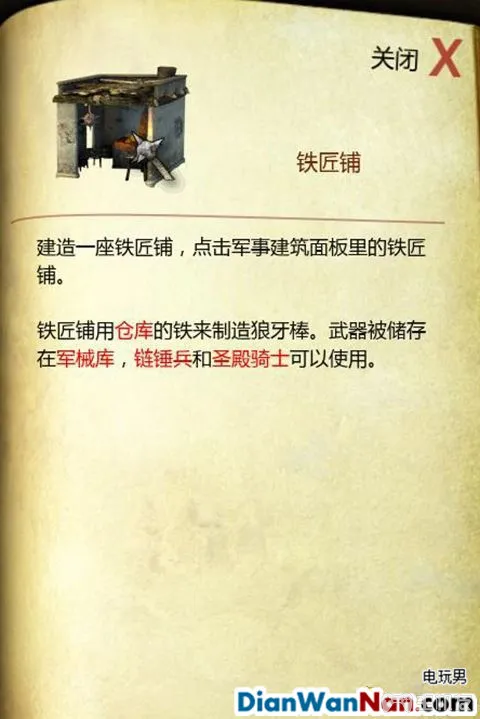 关闭 X
铁匠铺
建造一座铁匠铺，点击军事建筑面板里的铁匠
铺。
铁匠铺用仓库的铁来制造狼牙棒。武器被储存
在军械库，链锤兵和圣殿骑士可以使用。
电玩男
DianWanNan.com